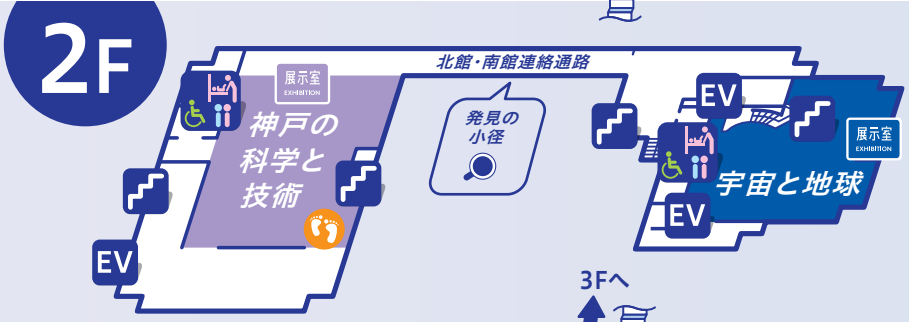 2F
北館・南館連絡通路
展示室
EXHIBITION
神戸の
科学と
技術
発見の
小径
EV
EV
展示室
EXHIBITION
宇宙と地球
EV
3Fへ